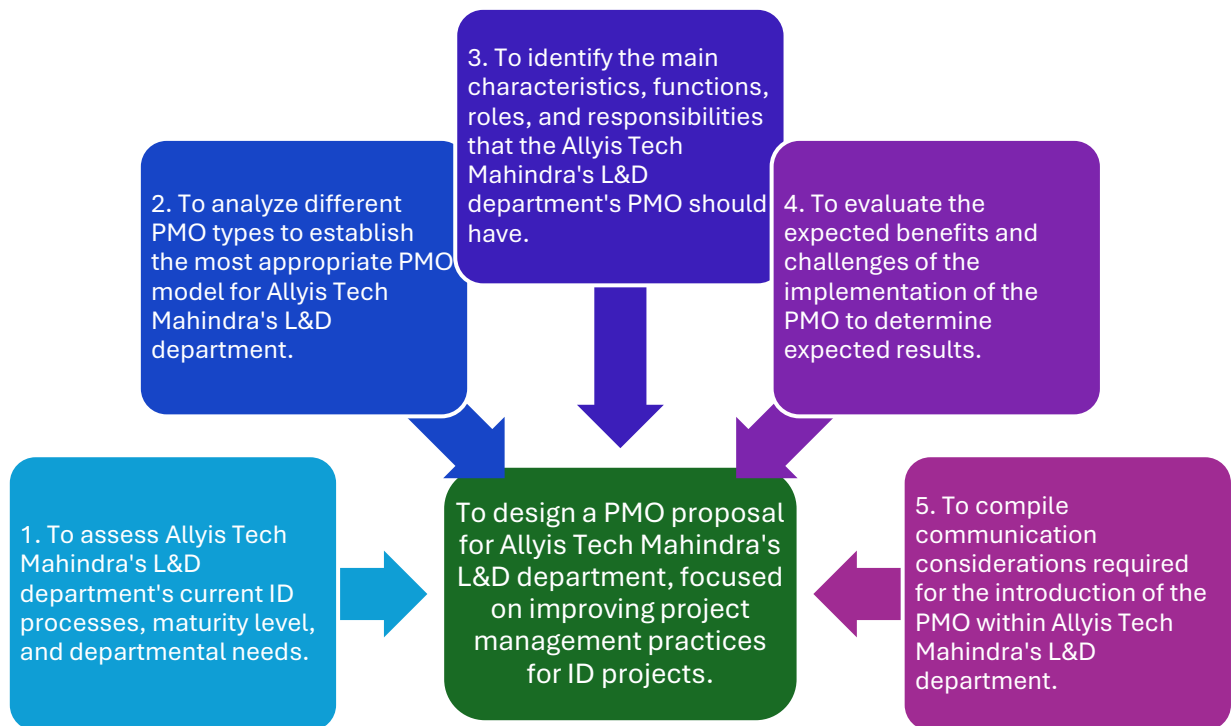 1. To assess Allyis Tech
Mahindra's L&D
department's current ID
processes, maturity level,
and departmental needs.
2. To analyze different
PMO types to establish
the most appropriate PMO
model for Allyis Tech
Mahindra's L&D
department.
3. To identify the main
characteristics, functions,
roles, and responsibilities
that the Allyis Tech
Mahindra's L&D
department's PMO should
have.
4. To evaluate the
expected benefits and
challenges of the
implementation of the
PMO to determine
expected results.
5. To compile
communication
considerations required
for the introduction of the
PMO within Allyis Tech
Mahindra's L&D
department.
To design a PMO proposal
for Allyis Tech Mahindra's
L&D department, focused
on improving project
management practices
for ID projects.